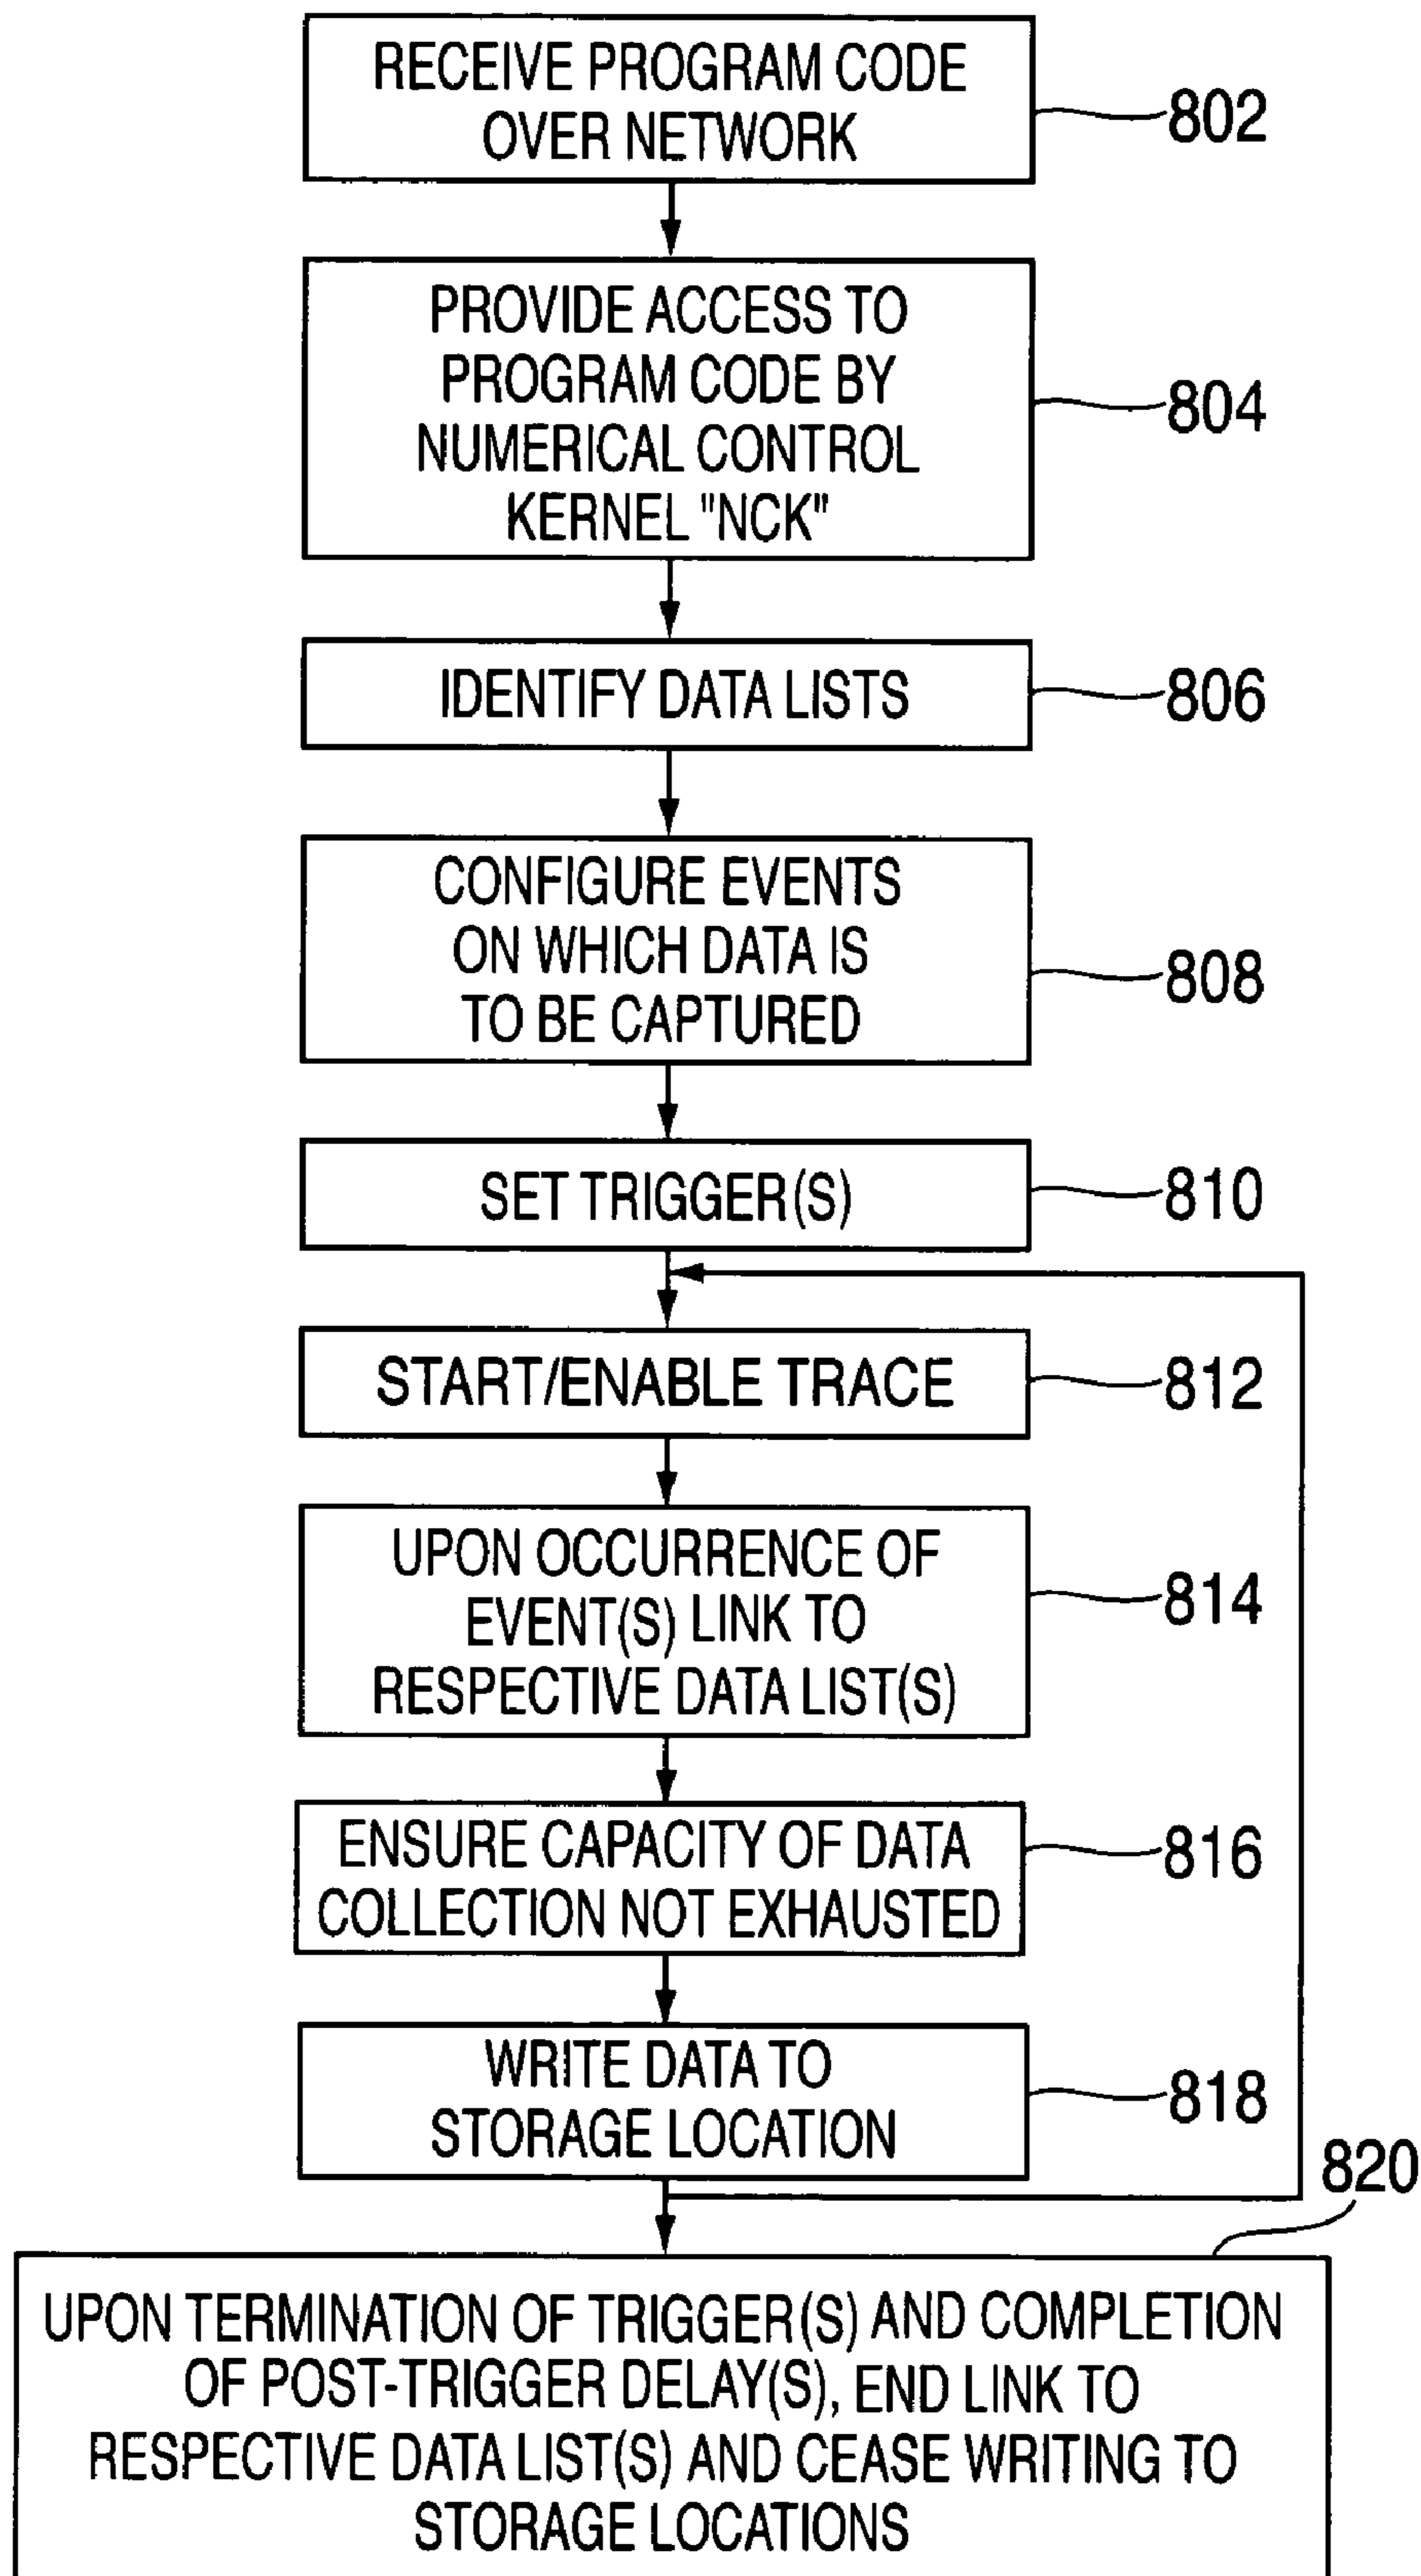 RECEIVE PROGRAM CODE
OVER NETWORK
802
PROVIDE ACCESS TO
PROGRAM CODE BY
NUMERICAL CONTROL
KERNEL "NCK"
804
IDENTIFY DATA LISTS
806
CONFIGURE EVENTS
ON WHICH DATA IS
TO BE CAPTURED
808
SET TRIGGER(S)
810
START/ENABLE TRACE
812
UPON OCCURRENCE OF
EVENT(S) LINK TO
RESPECTIVE DATA LIST(S)
814
ENSURE CAPACITY OF DATA
COLLECTION NOT EXHAUSTED
816
WRITE DATA TO
STORAGE LOCATION
818
820
UPON TERMINATION OF TRIGGER(S) AND COMPLETION
OF POST-TRIGGER DELAY(S), END LINK TO
RESPECTIVE DATA LIST(S) AND CEASE WRITING TO
STORAGE LOCATIONS